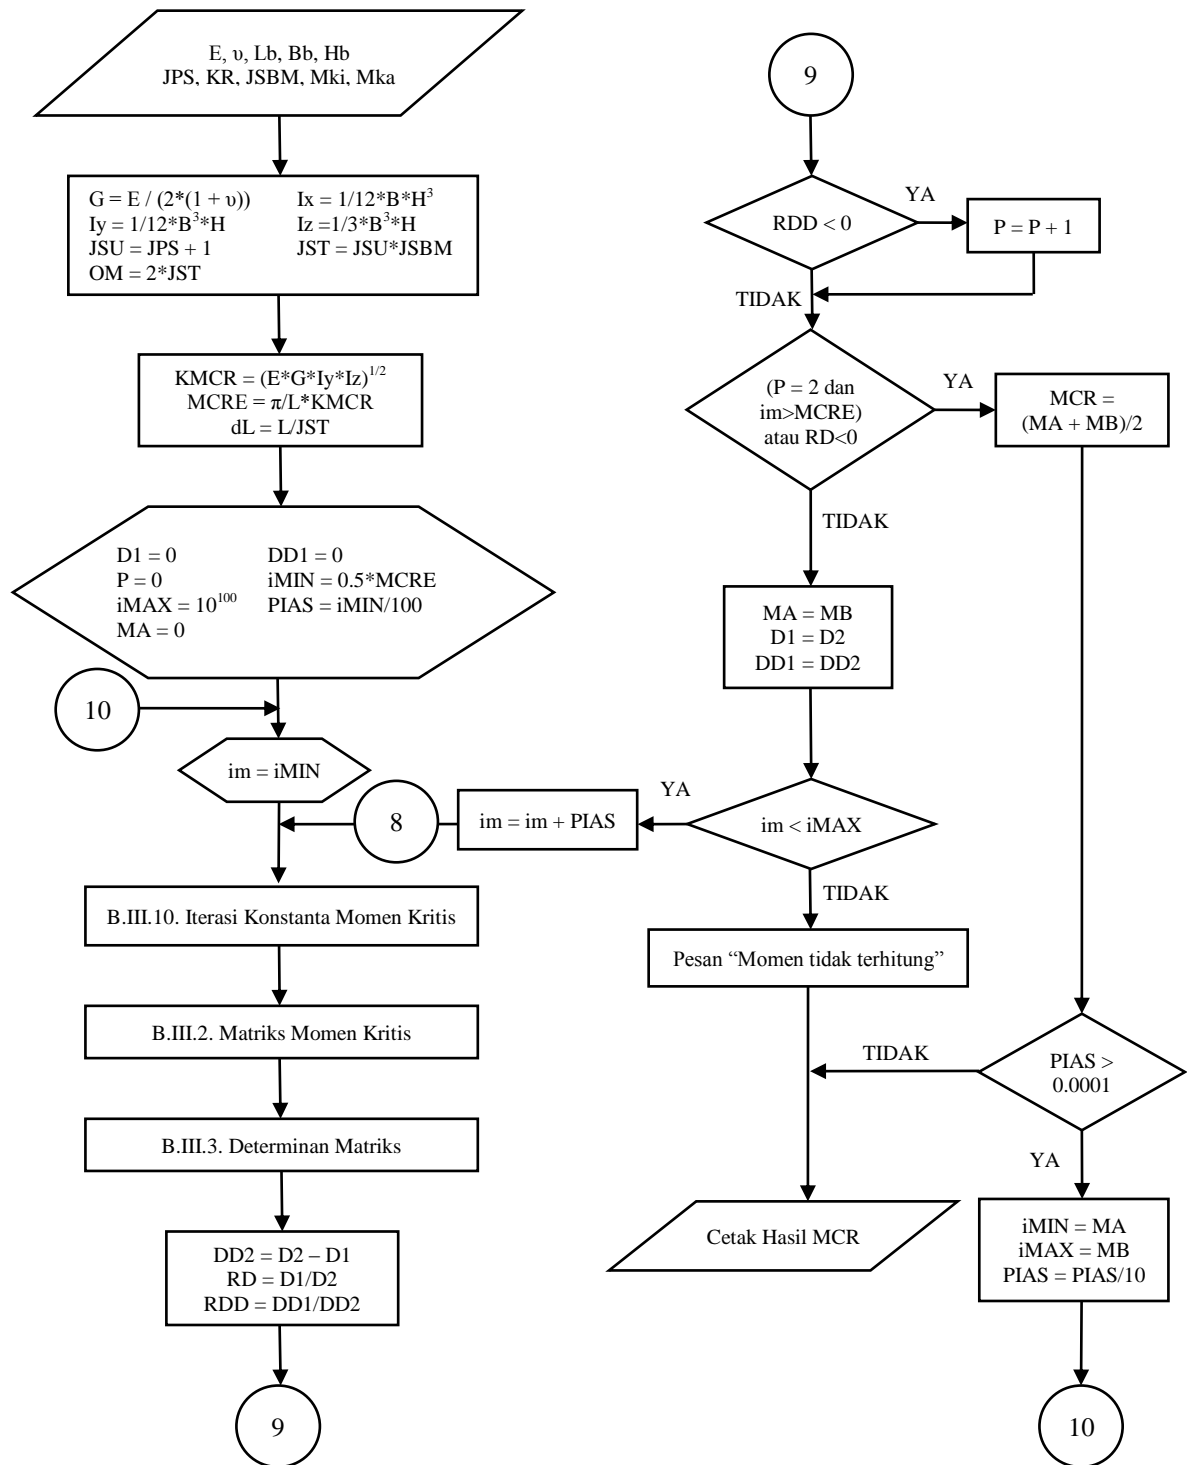 E, υ, Lb, Bb, Hb
JPS, KR, JSBM, Mki, Mka
G = E / (2*(1 + υ)) Ix = 1/12*B*H³
Iy = 1/12*B³*H Iz =1/3*B³*H
JSU = JPS + 1 JST = JSU*JSBM
OM = 2*JST
KMCR = (E*G*Iy*Iz)^1/2
MCRE = π/L*KMCR
dL = L/JST
D1 = 0 DD1 = 0
P = 0 iMIN = 0.5*MCRE
iMAX = 10^100 PIAS = iMIN/100
MA = 0
10
im = iMIN
8
im = im + PIAS
B.III.10. Iterasi Konstanta Momen Kritis
B.III.2. Matriks Momen Kritis
B.III.3. Determinan Matriks
DD2 = D2 – D1
RD = D1/D2
RDD = DD1/DD2
9
9
RDD < 0
YA
P = P + 1
TIDAK
(P = 2 dan
im>MCRE)
atau RD<0
YA
MCR =
(MA + MB)/2
TIDAK
MA = MB
D1 = D2
DD1 = DD2
im < iMAX
YA
TIDAK
Pesan “Momen tidak terhitung”
PIAS >
0.0001
TIDAK
YA
Cetak Hasil MCR
iMIN = MA
iMAX = MB
PIAS = PIAS/10
10